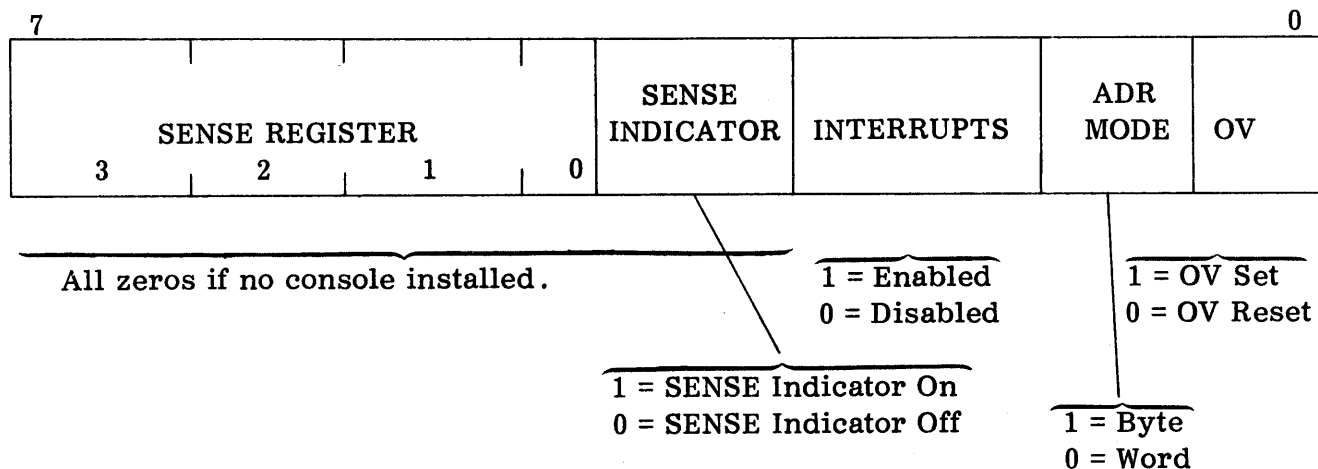 7 0
SENSE REGISTER
3 2 1 0
SENSE
INDICATOR
INTERRUPTS
ADR
MODE
OV
All zeros if no console installed.
1 = Enabled
0 = Disabled
1 = OV Set
0 = OV Reset
1 = SENSE Indicator On
0 = SENSE Indicator Off
1 = Byte
0 = Word